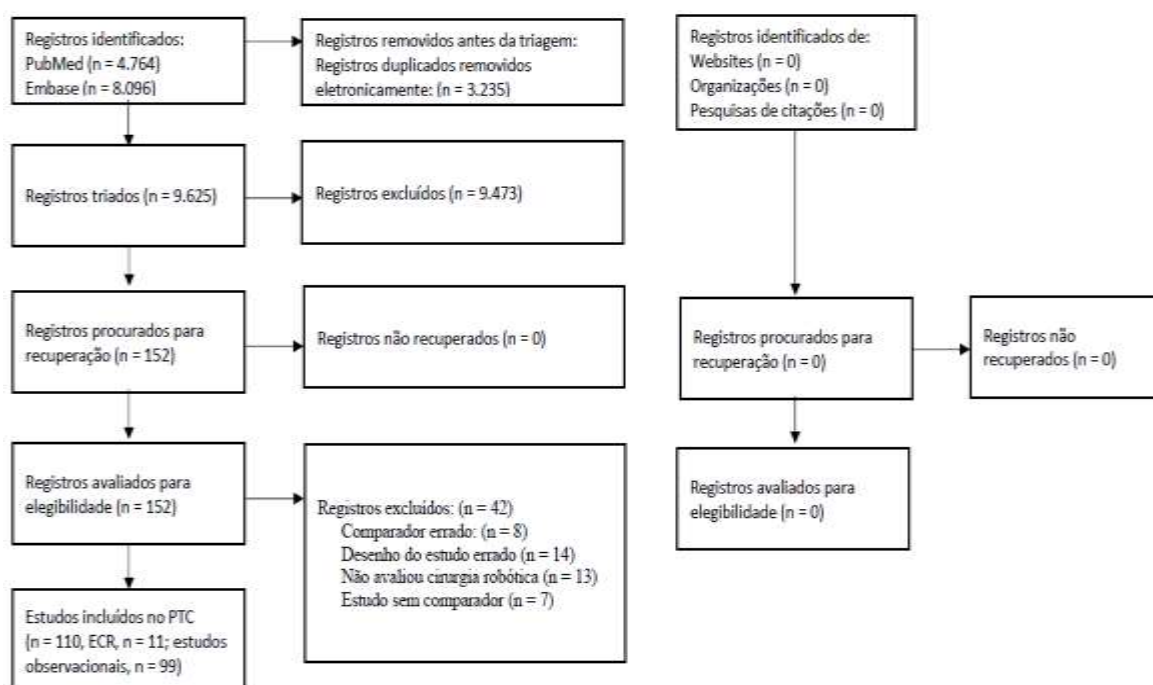 Registros identificados:
PubMed (n = 4.764)
Embase (n = 8.096)
Registros removidos antes da triagem:
Registros duplicados removidos
eletronicamente: (n = 3.235)
Registros triados (n = 9.625)
Registros excluídos (n = 9.473)
Registros procurados para
recuperação (n = 152)
Registros não recuperados (n = 0)
Registros avaliados para
elegibilidade (n = 152)
Registros excluídos: (n = 42)
Comparador errado: (n = 8)
Desenho do estudo errado (n = 14)
Não avaliou cirurgia robótica (n = 13)
Estudo sem comparador (n = 7)
Estudos incluídos no PTC
(n = 110, ECR, n = 11; estudos
observacionais, n = 99)
Registros identificados de:
Websites (n = 0)
Organizações (n = 0)
Pesquisas de citações (n = 0)
Registros procurados para
recuperação (n = 0)
Registros não
recuperados (n = 0)
Registros avaliados para
elegibilidade (n = 0)